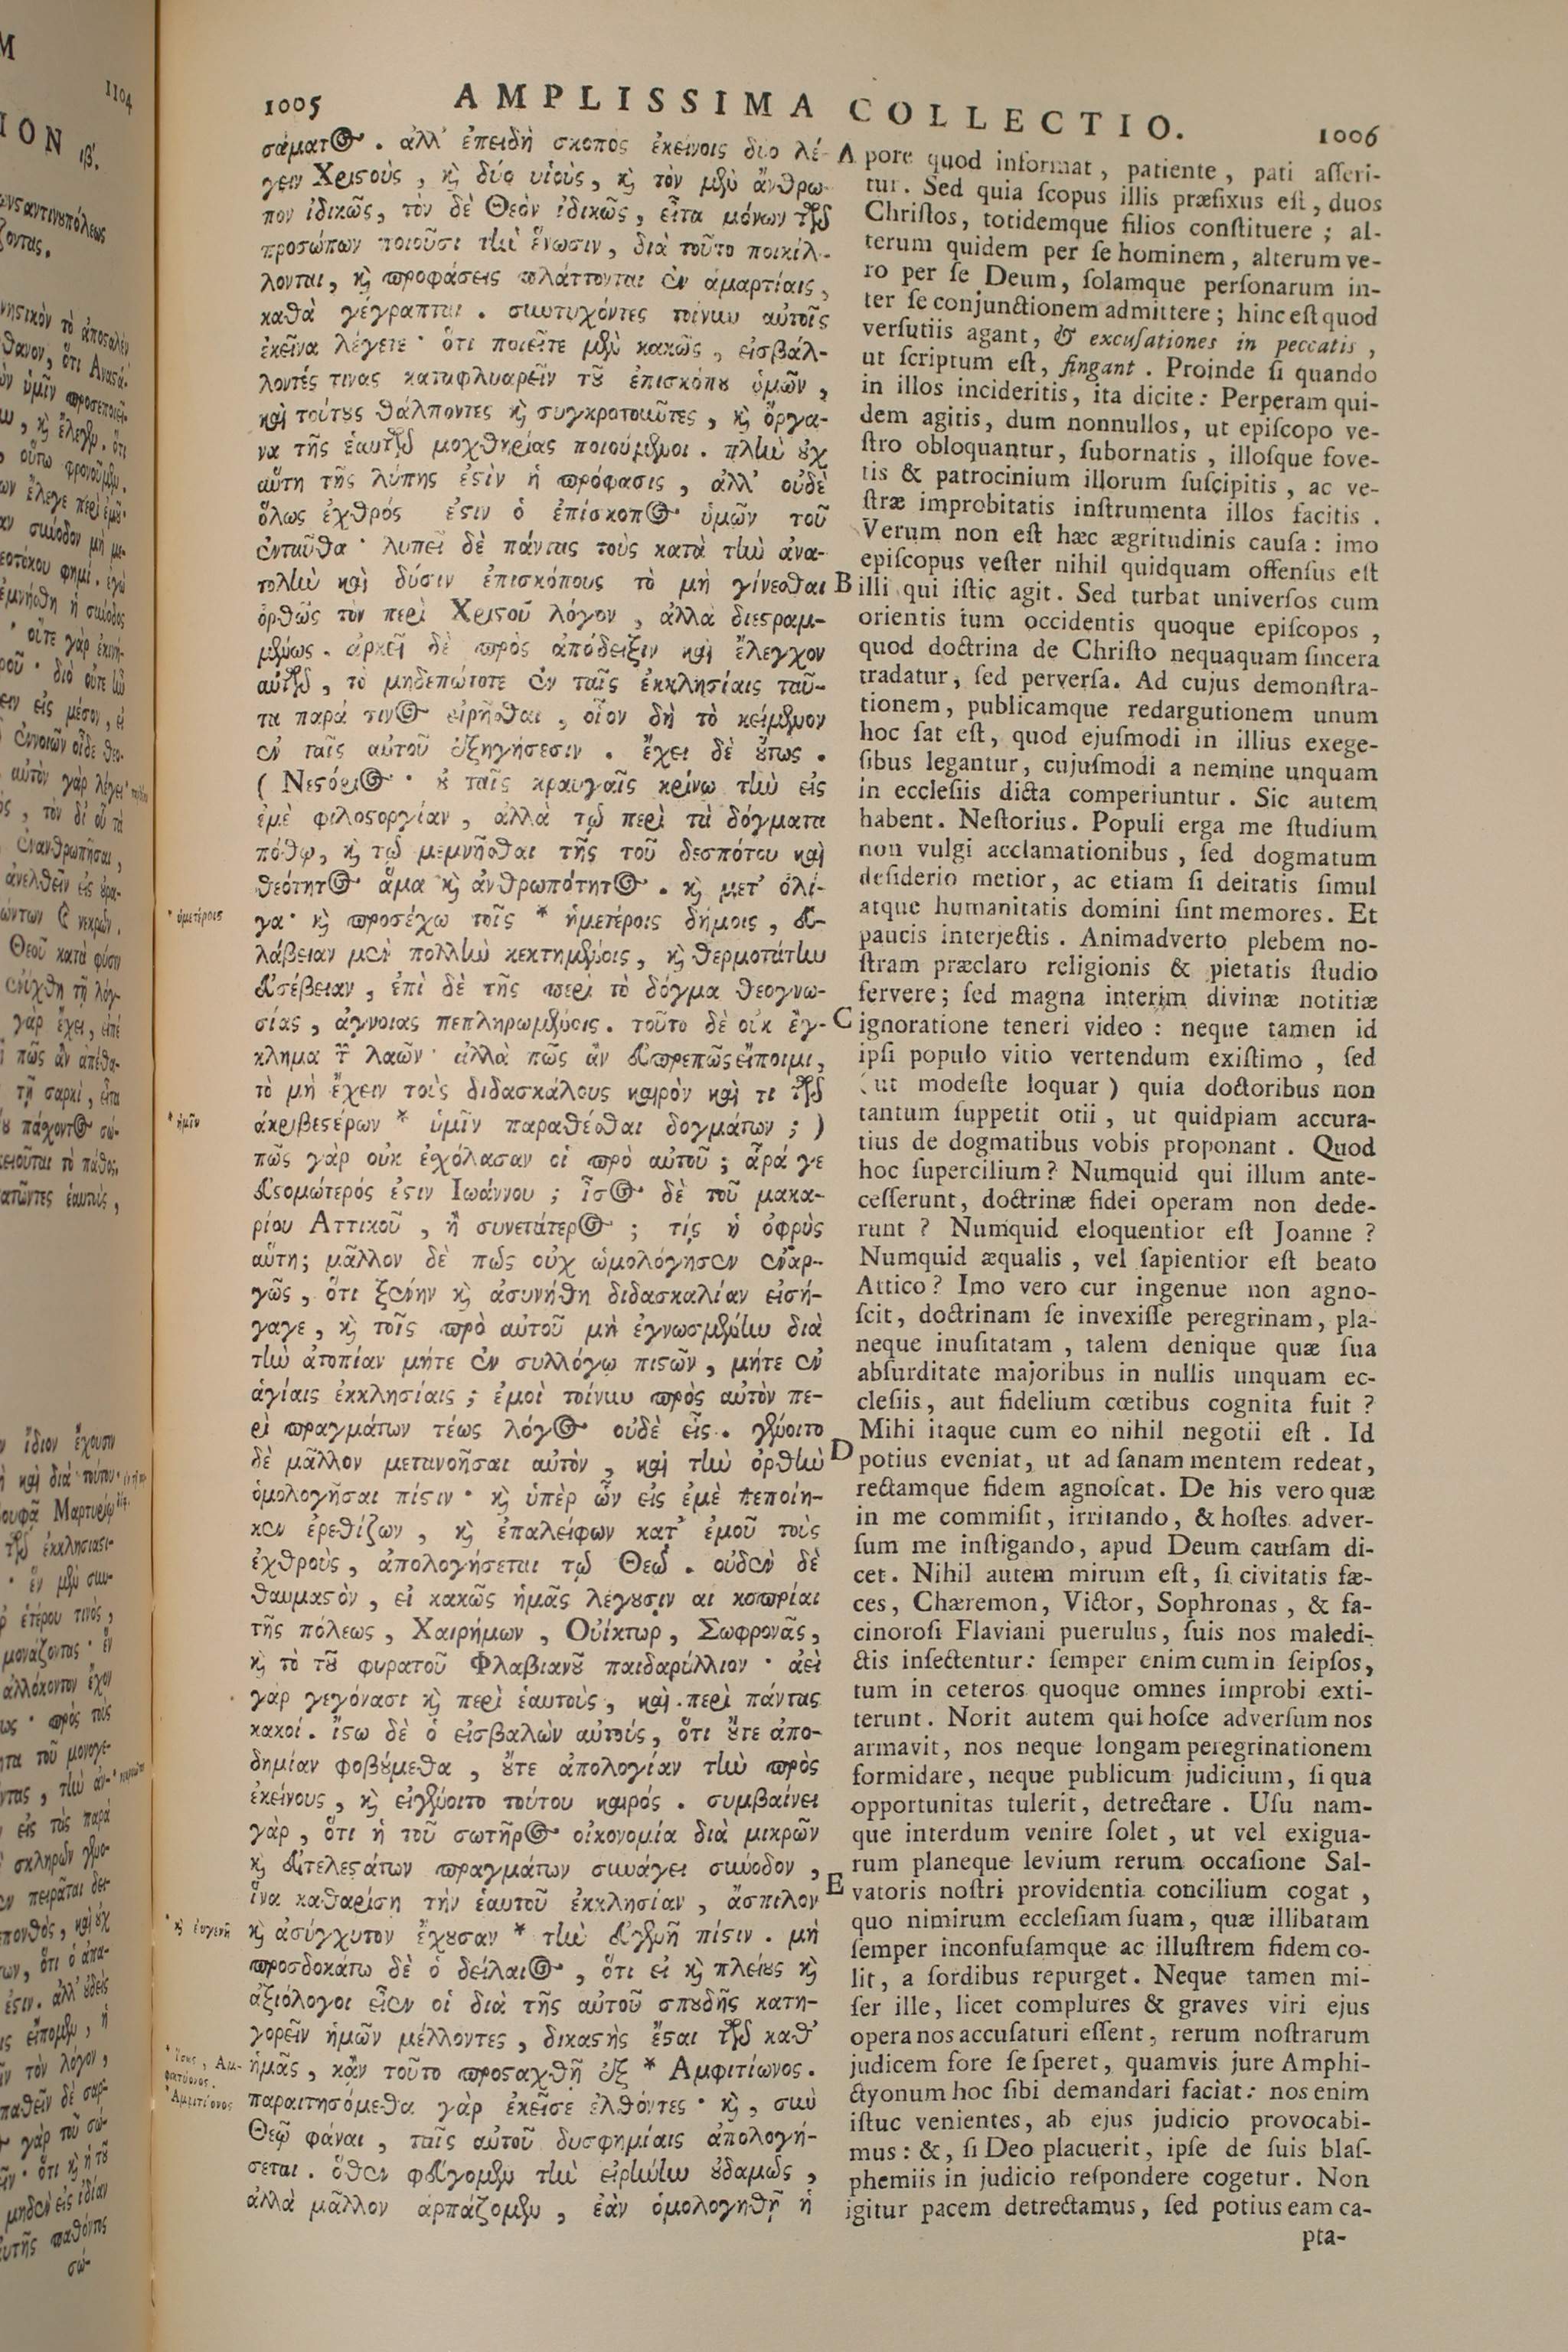 1005 AMPLISSIMA COLLECTIO. 1006
σάματος . ἀλλ' ἐπειδὴ σκοπὸς ἐκείνοις δύο λέ-
γειν Χριστοὺς , καὶ δύο υἱοὺς , καὶ τὸν μὲν ἄνθρω-
πον ἰδικῶς , τὸν δὲ Θεὸν ἰδικῶς , εἶτα μόνων τῶν
προσώπων ποιοῦσι τὴν ἕνωσιν , διὰ τοῦτο ποικίλ-
λονται , καὶ προφάσεις πλάττονται ἐν ἁμαρτίαις ,
καθὰ γέγραπται . συντυχόντες τοίνυν αὐτοῖς
ἐκεῖνα λέγετε · ὅτι ποιεῖτε μὲν κακῶς , εἰσβάλ-
λοντές τινας καταφλυαρεῖν τοῦ ἐπισκόπου ὑμῶν ,
καὶ τούτους θάλποντες καὶ συγκροτοῦντες , καὶ ὄργα-
να τῆς ἑαυτῶν μοχθηρίας ποιούμενοι . πλὴν οὐχ
αὕτη τῆς λύπης ἐστὶν ἡ πρόφασις , ἀλλ' οὐδὲ
ὅλως ἐχθρός ἐστιν ὁ ἐπίσκοπος ὑμῶν τοῦ
ἐνταῦθα · λυπεῖ δὲ πάντας τοὺς κατὰ τὴν ἀνα-
τολὴν καὶ δύσιν ἐπισκόπους τὸ μὴ γίνεσθαι
ὀρθῶς τὸν περὶ Χριστοῦ λόγον , ἀλλὰ διεστραμ-
μένως . ἀρκεῖ δὲ πρὸς ἀπόδειξιν καὶ ἔλεγχον
αὐτῶν , τὸ μηδεπώποτε ἐν ταῖς ἐκκλησίαις ταῦ-
τα παρά τινος εἰρῆσθαι , οἷον δὴ τὸ κείμενον
ἐν ταῖς αὐτοῦ ἐξηγήσεσιν . ἔχει δὲ οὕτως .
( Νεστόριος · οὐ ταῖς κραυγαῖς κρίνω τὴν εἰς
ἐμὲ φιλοστοργίαν , ἀλλὰ τῷ περὶ τὰ δόγματα
πόθῳ , καὶ τῷ μεμνῆσθαι τῆς τοῦ δεσπότου καὶ
θεότητος ἅμα καὶ ἀνθρωπότητος . καὶ μετ' ὀλί-
γα · καὶ προσέχω τοῖς * ἡμετέροις δήμοις , εὐ-
* ὑμετέροις
λάβειαν μὲν πολλὴν κεκτημένοις , καὶ θερμοτάτην
εὐσέβειαν , ἐπὶ δὲ τῆς περὶ τὸ δόγμα θεογνω-
σίας , ἀγνοίας πεπληρωμένοις . τοῦτο δὲ οὐκ ἔγ-
κλημα τῶν λαῶν · ἀλλὰ πῶς ἂν εὐπρεπῶς εἴποιμι ,
τὸ μὴ ἔχειν τοὺς διδασκάλους καιρὸν καὶ τι τῶν
ἀκριβεστέρων * ὑμῖν παραθέσθαι δογμάτων ; )
* ἡμῖν
πῶς γὰρ οὐκ ἐσχόλασαν οἱ πρὸ αὐτοῦ ; ἆρά γε
εὐστομώτερός ἐστιν Ἰωάννου ; ἴσος δὲ τοῦ μακα-
ρίου Ἀττικοῦ , ἢ συνετώτερος ; τίς ἡ ὀφρὺς
αὕτη ; μᾶλλον δὲ πῶς οὐχ ὡμολόγησεν ἐναρ-
γῶς , ὅτι ξένην καὶ ἀσυνήθη διδασκαλίαν εἰσή-
γαγε , καὶ τοῖς πρὸ αὐτοῦ μὴ ἐγνωσμένην διὰ
τὴν ἀτοπίαν μήτε ἐν συλλόγῳ πιστῶν , μήτε ἐν
ἁγίαις ἐκκλησίαις ; ἐμοὶ τοίνυν πρὸς αὐτὸν πε-
ρὶ πραγμάτων τέως λόγος οὐδὲ εἷς . γένοιτο
δὲ μᾶλλον μετανοῆσαι αὐτὸν , καὶ τὴν ὀρθὴν
ὁμολογῆσαι πίστιν · καὶ ὑπὲρ ὧν εἰς ἐμὲ πεποίη-
κεν ἐρεθίζων , καὶ ἐπαλείφων κατ' ἐμοῦ τοὺς
ἐχθροὺς , ἀπολογήσεται τῷ Θεῷ . οὐδὲν δὲ
θαυμαστὸν , εἰ κακῶς ἡμᾶς λέγουσιν αἱ κοπρίαι
τῆς πόλεως , Χαιρήμων , Οὐίκτωρ , Σωφρονᾶς ,
καὶ τὸ τοῦ φυρατοῦ Φλαβιανοῦ παιδαρύλλιον · ἀεὶ
γὰρ γεγόνασι καὶ περὶ ἑαυτοὺς , καὶ περὶ πάντας
κακοί . ἴστω δὲ ὁ εἰσβαλὼν αὐτοὺς , ὅτι οὔτε ἀπο-
δημίαν φοβούμεθα , οὔτε ἀπολογίαν τὴν πρὸς
ἐκείνους , καὶ εἰ γένοιτο τούτου καιρός . συμβαίνει
γὰρ , ὅτι ἡ τοῦ σωτῆρος οἰκονομία διὰ μικρῶν
καὶ εὐτελεστάτων πραγμάτων συνάγει σύνοδον ,
ἵνα καθαρίσῃ τὴν ἑαυτοῦ ἐκκλησίαν , ἄσπιλον
καὶ ἀσύγχυτον ἔχουσαν * τὴν εὐγενῆ πίστιν . μὴ
* καὶ εὐγενῆ
προσδοκάτω δὲ ὁ δείλαιος , ὅτι εἰ καὶ πλείους καὶ
ἀξιόλογοι εἶεν οἱ διὰ τῆς αὐτοῦ σπουδῆς κατη-
γορεῖν ἡμῶν μέλλοντες , δικαστὴς ἔσται τῶν καθ'
ἡμᾶς , κἂν τοῦτο προσταχθῇ ἐξ * Ἀμφιτίωνος .
* ἴσως , Ἀμ-
φικτύονος .
* Ἀμμιτίονος
παραιτησόμεθα γὰρ ἐκεῖσε ἐλθόντες · καὶ , σὺν
Θεῷ φάναι , ταῖς αὐτοῦ δυσφημίαις ἀπολογή-
σεται . ὅθεν φεύγομεν τὴν εἰρήνην οὐδαμῶς ,
ἀλλὰ μᾶλλον ἁρπάζομεν , ἐὰν ὁμολογηθῇ ἡ
A pore quod informat, patiente, pati asseri-
tur. Sed quia scopus illis præfixus est, duos
Christos, totidemque filios constituere; al-
terum quidem per se hominem, alterum ve-
ro per se Deum, solamque personarum in-
ter se conjunctionem admittere; hinc est quod
versutiis agant, & excusationes in peccatis,
ut scriptum est, fingant. Proinde si quando
in illos incideritis, ita dicite: Perperam qui-
dem agitis, dum nonnullos, ut episcopo ve-
stro obloquantur, subornatis, illosque fove-
tis & patrocinium illorum suscipitis, ac ve-
stræ improbitatis instrumenta illos facitis.
Verum non est hæc ægritudinis causa: imo
episcopus vester nihil quidquam offensus est
B illi qui istic agit. Sed turbat universos cum
orientis tum occidentis quoque episcopos,
quod doctrina de Christo nequaquam sincera
tradatur, sed perversa. Ad cujus demonstra-
tionem, publicamque redargutionem unum
hoc sat est, quod ejusmodi in illius exege-
sibus legantur, cujusmodi a nemine unquam
in ecclesiis dicta comperiuntur. Sic autem
habent. Nestorius. Populi erga me studium
non vulgi acclamationibus, sed dogmatum
desiderio metior, ac etiam si deitatis simul
atque humanitatis domini sint memores. Et
paucis interjectis. Animadverto plebem no-
stram præclaro religionis & pietatis studio
fervere; sed magna interim divinæ notitiæ
C ignoratione teneri video: neque tamen id
ipsi populo vitio vertendum existimo, sed
(ut modeste loquar) quia doctoribus non
tantum suppetit otii, ut quidpiam accura-
tius de dogmatibus vobis proponant. Quod
hoc supercilium? Numquid qui illum ante-
cesserunt, doctrinæ fidei operam non dede-
runt? Numquid eloquentior est Joanne?
Numquid æqualis, vel sapientior est beato
Attico? Imo vero cur ingenue non agno-
scit, doctrinam se invexisse peregrinam, pla-
neque inusitatam, talem denique quæ sua
absurditate majoribus in nullis unquam ec-
clesiis, aut fidelium cœtibus cognita fuit?
Mihi itaque cum eo nihil negotii est. Id
D potius eveniat, ut ad sanam mentem redeat,
rectamque fidem agnoscat. De his vero quæ
in me commisit, irritando, & hostes adver-
sum me instigando, apud Deum causam di-
cet. Nihil autem mirum est, si civitatis fæ-
ces, Chæremon, Victor, Sophronas, & fa-
cinorosi Flaviani puerulus, suis nos maledi-
ctis insectentur: semper enim cum in seipsos,
tum in ceteros quoque omnes improbi exti-
terunt. Norit autem qui hosce adversum nos
armavit, nos neque longam peregrinationem
formidare, neque publicum judicium, si qua
opportunitas tulerit, detrectare. Usu nam-
que interdum venire solet, ut vel exigua-
rum planeque levium rerum occasione Sal-
E vatoris nostri providentia concilium cogat,
quo nimirum ecclesiam suam, quæ illibatam
semper inconfusamque ac illustrem fidem co-
lit, a sordibus repurget. Neque tamen mi-
ser ille, licet complures & graves viri ejus
opera nos accusaturi essent, rerum nostrarum
judicem fore se speret, quamvis jure Amphi-
ctyonum hoc sibi demandari faciat: nos enim
istuc venientes, ab ejus judicio provocabi-
mus: &, si Deo placuerit, ipse de suis blas-
phemiis in judicio respondere cogetur. Non
igitur pacem detrectamus, sed potius eam ca-
pta-